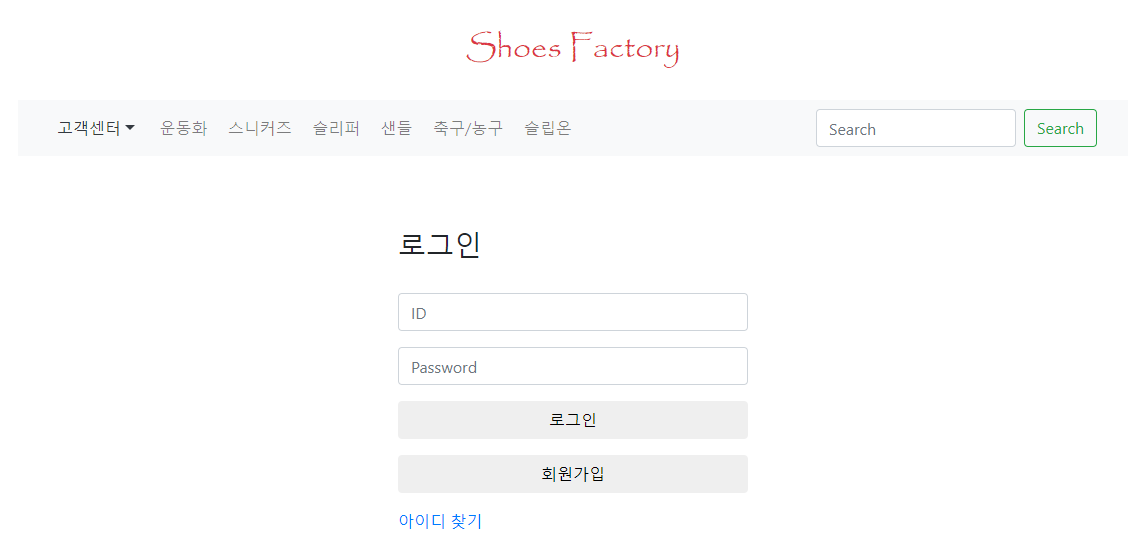 Shoes Factory
고객센터 운동화 스니커즈 슬리퍼 샌들 축구/농구 슬립온 Search Search
로그인
ID
Password
로그인
회원가입
아이디 찾기